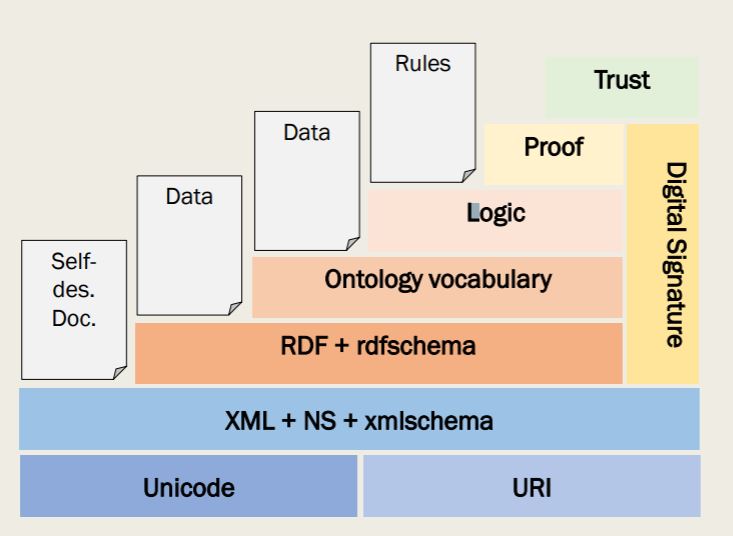 Rules
Trust
Data
Proof
Data
Digital Signature
Logic
Self-
des.
Doc.
Ontology vocabulary
RDF + rdfschema
XML + NS + xmlschema
Unicode
URI